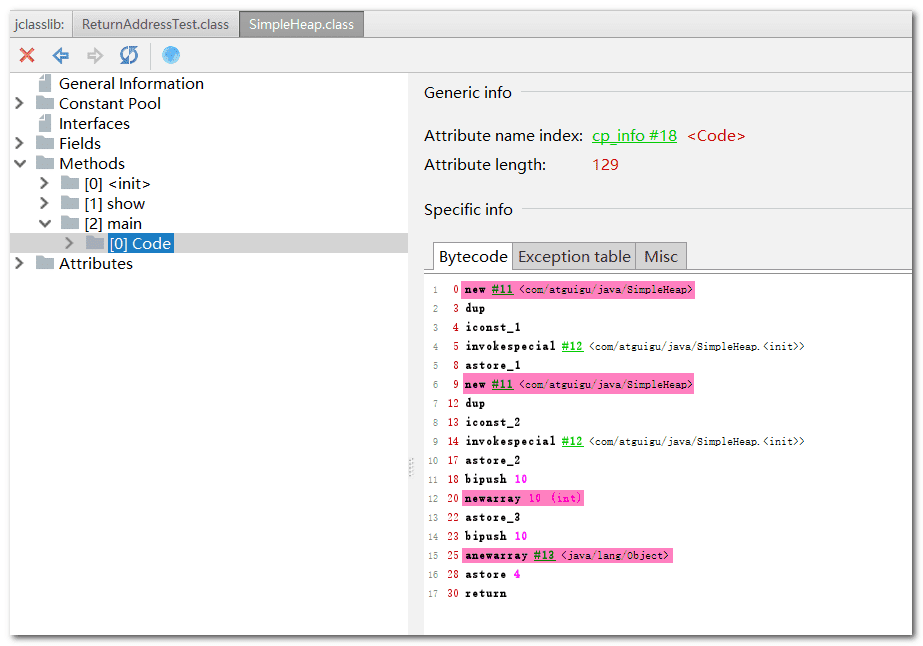 jclasslib: ReturnAddressTest.class SimpleHeap.class
General Information
Constant Pool
Interfaces
Fields
Methods
[0] <init>
[1] show
[2] main
[0] Code
Attributes
Generic info
Attribute name index: cp_info #18 <Code>
Attribute length: 129
Specific info
Bytecode Exception table Misc
1 0 new #11 <com/atguigu/java/SimpleHeap>
2 3 dup
3 4 iconst_1
4 5 invokespecial #12 <com/atguigu/java/SimpleHeap.<init>>
5 8 astore_1
6 9 new #11 <com/atguigu/java/SimpleHeap>
7 12 dup
8 13 iconst_2
9 14 invokespecial #12 <com/atguigu/java/SimpleHeap.<init>>
10 17 astore_2
11 18 bipush 10
12 20 newarray 10 (int)
13 22 astore_3
14 23 bipush 10
15 25 anewarray #13 <java/lang/Object>
16 28 astore 4
17 30 return